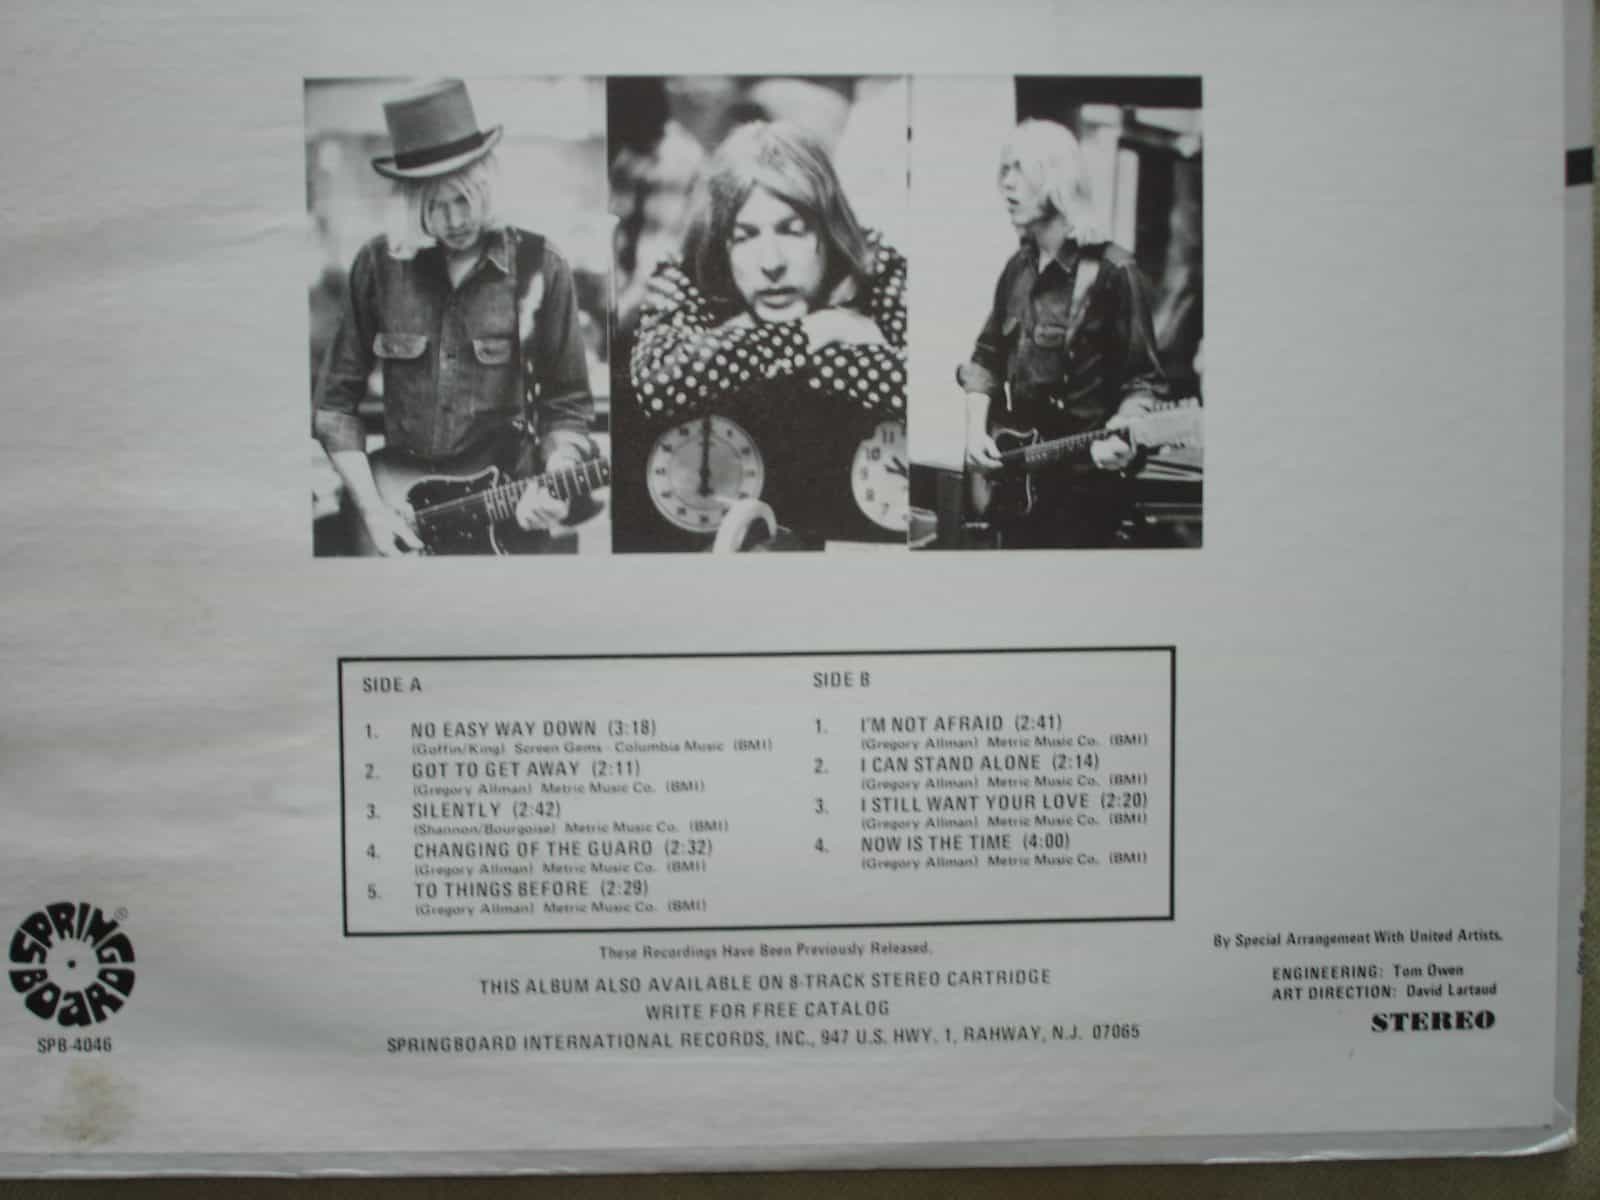 SIDE A
1. NO EASY WAY DOWN (3:18)
(Goffin/King) Screen Gems - Columbia Music (BMI)
2. GOT TO GET AWAY (2:11)
(Gregory Allman) Metric Music Co. (BMI)
3. SILENTLY (2:42)
(Shannon/Bourgoise) Metric Music Co. (BMI)
4. CHANGING OF THE GUARD (2:32)
(Gregory Allman) Metric Music Co. (BMI)
5. TO THINGS BEFORE (2:29)
(Gregory Allman) Metric Music Co. (BMI)
SIDE B
1. I'M NOT AFRAID (2:41)
(Gregory Allman) Metric Music Co. (BMI)
2. I CAN STAND ALONE (2:14)
(Gregory Allman) Metric Music Co. (BMI)
3. I STILL WANT YOUR LOVE (2:20)
(Gregory Allman) Metric Music Co. (BMI)
4. NOW IS THE TIME (4:00)
(Gregory Allman) Metric Music Co. (BMI)
SPRINGBOARD ®
SPB-4046
These Recordings Have Been Previously Released.
THIS ALBUM ALSO AVAILABLE ON 8-TRACK STEREO CARTRIDGE
WRITE FOR FREE CATALOG
SPRINGBOARD INTERNATIONAL RECORDS, INC., 947 U.S. HWY. 1, RAHWAY, N.J. 07065
By Special Arrangement With United Artists.
ENGINEERING: Tom Owen
ART DIRECTION: David Lartaud
STEREO